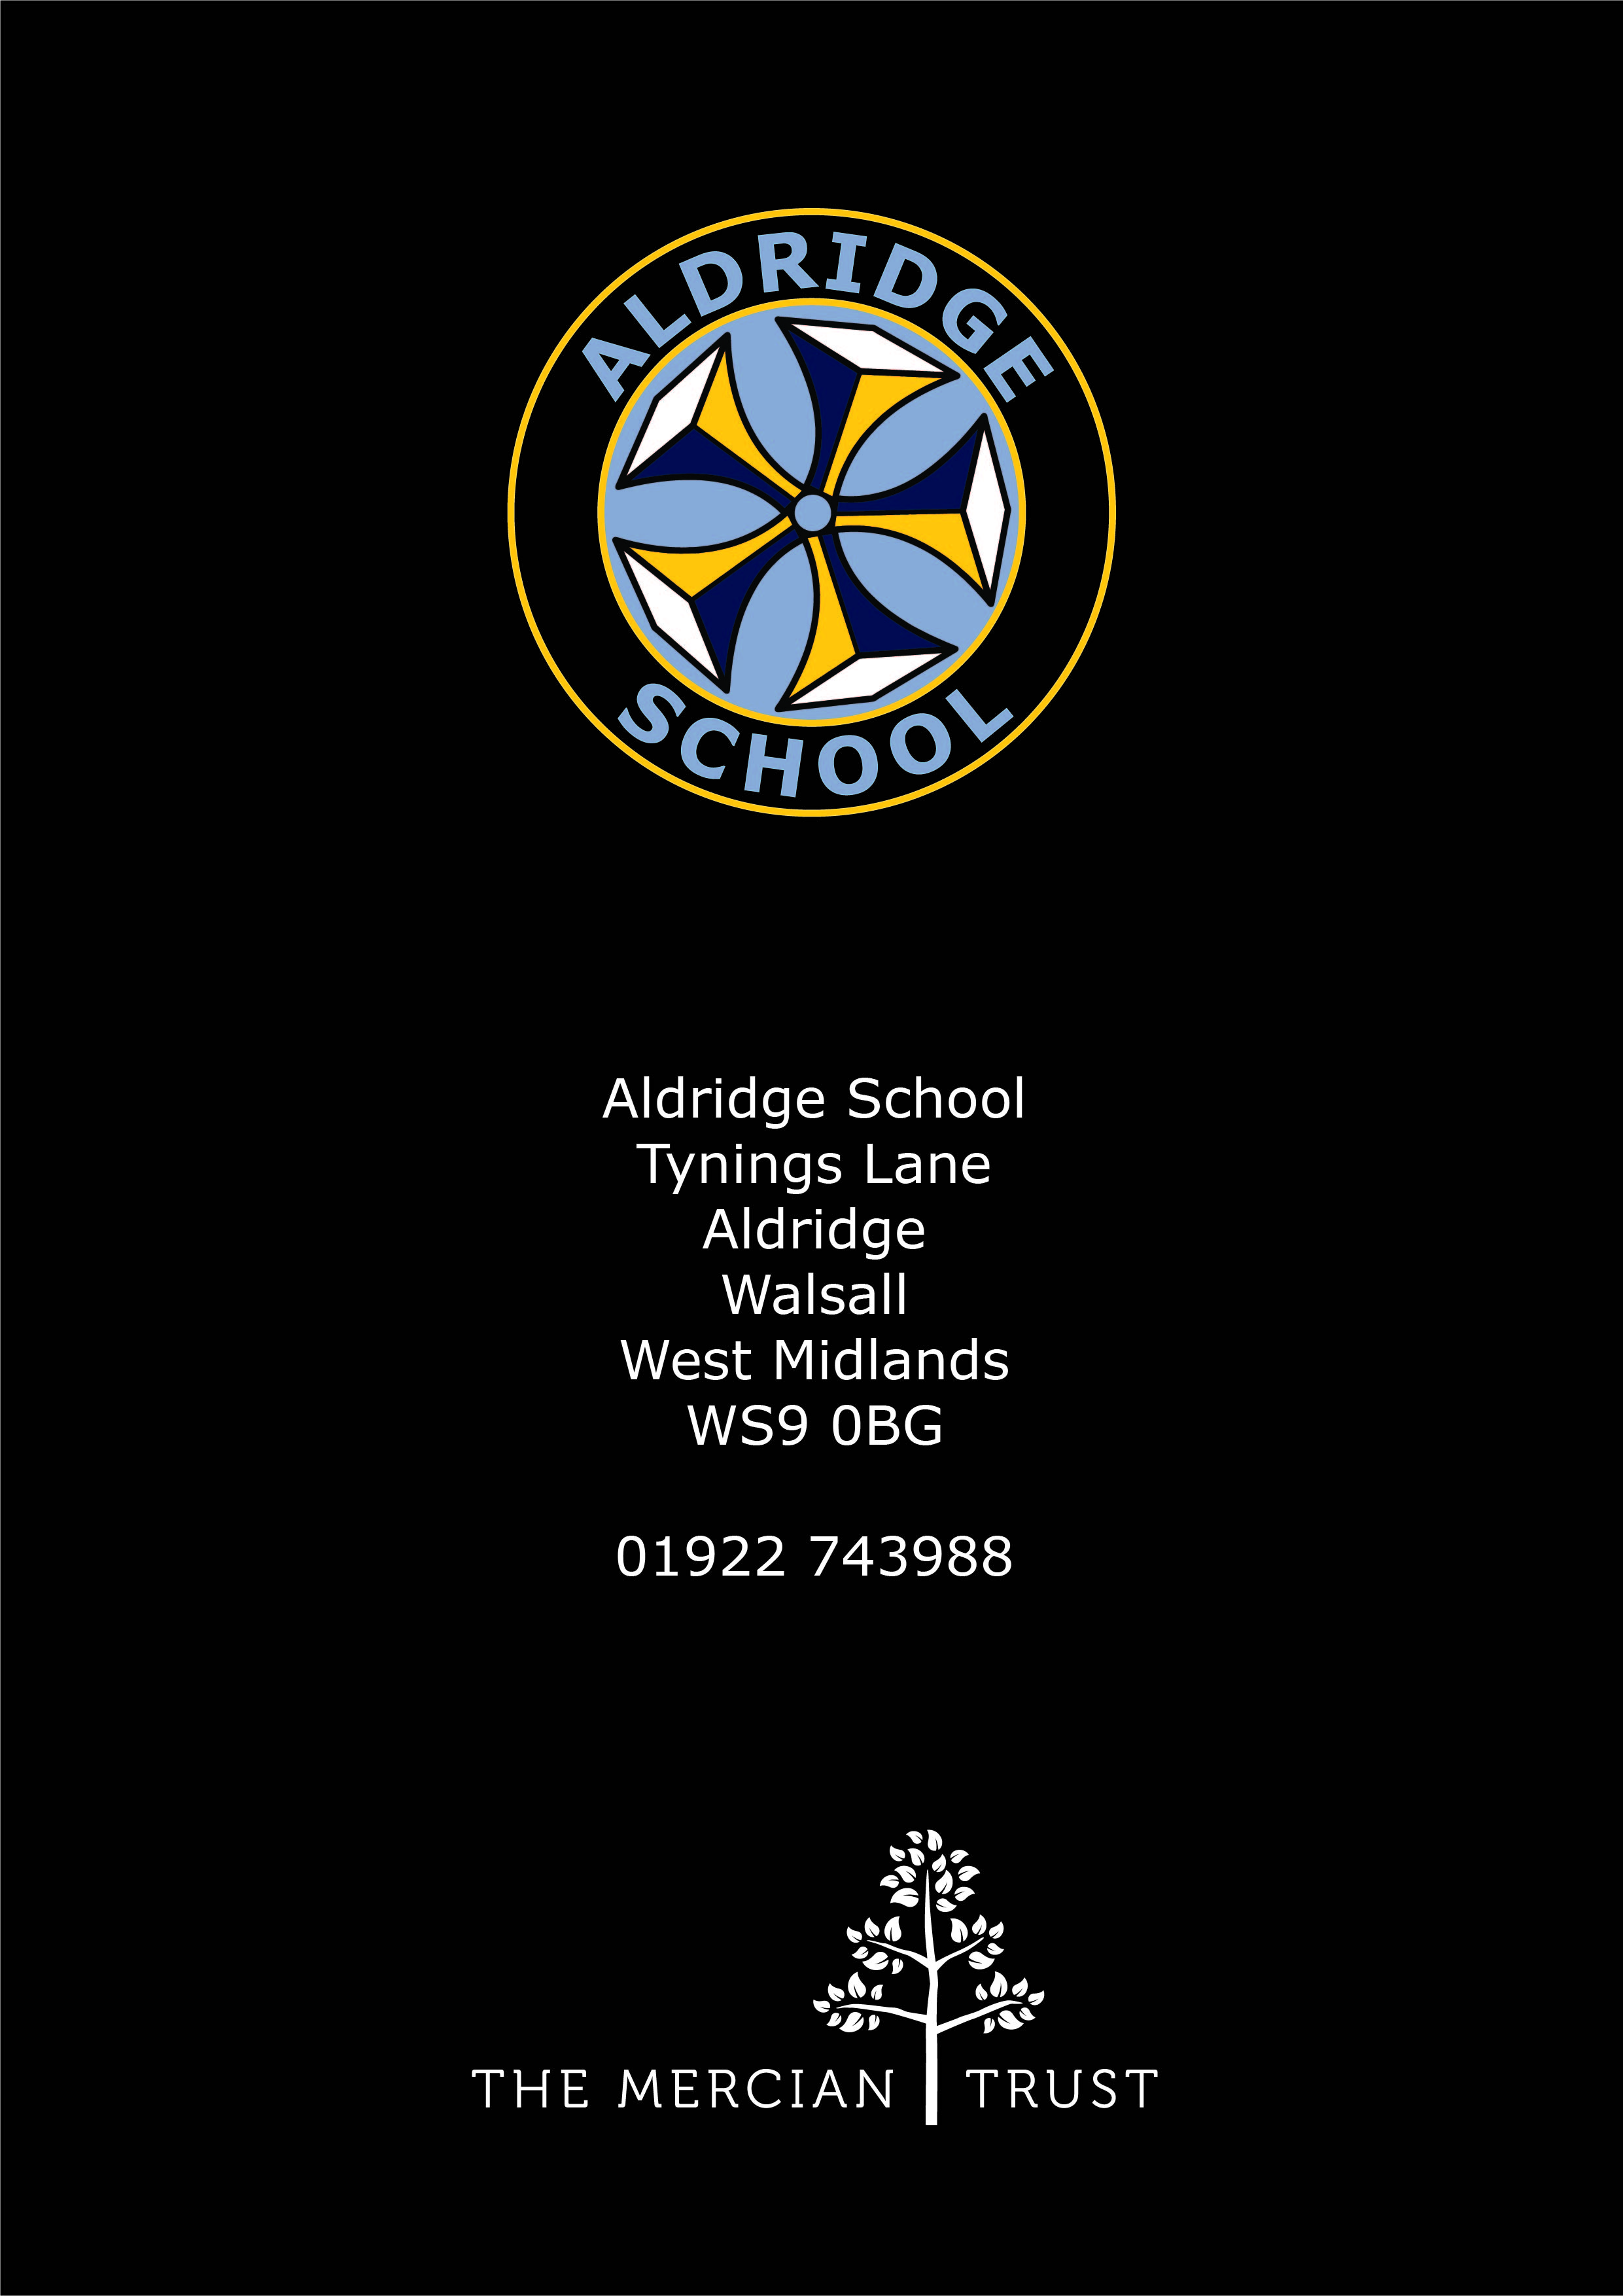 ALDRIDGE
SCHOOL
Aldridge School
Tynings Lane
Aldridge
Walsall
West Midlands
WS9 0BG
01922 743988
THE MERCIAN TRUST